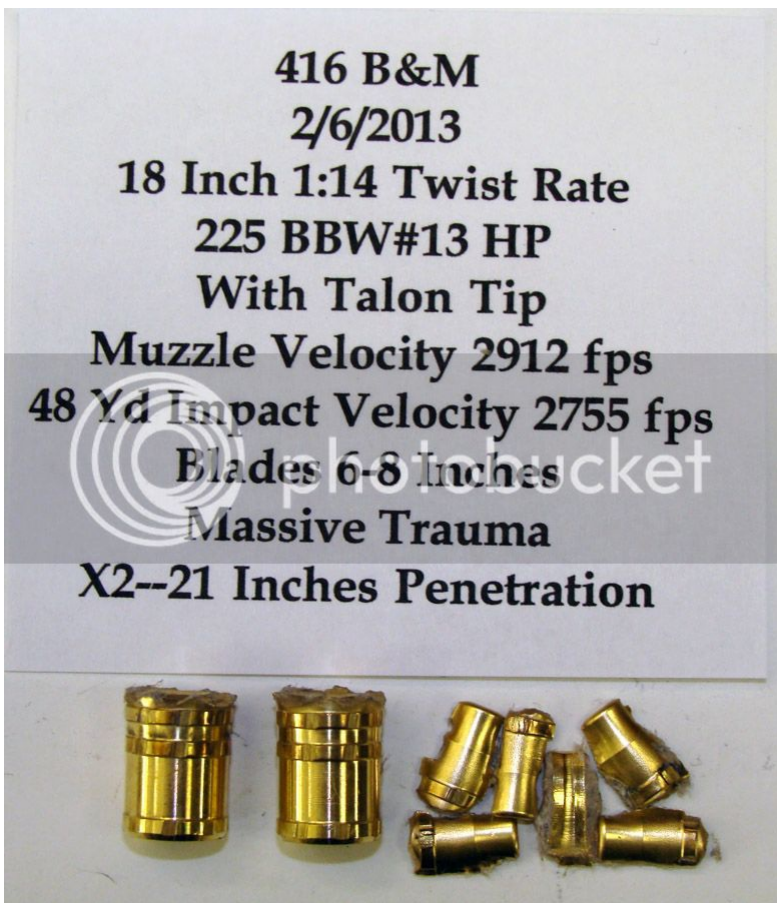 416 B&M
2/6/2013
18 Inch 1:14 Twist Rate
225 BBW#13 HP
With Talon Tip
Muzzle Velocity 2912 fps
48 Yd Impact Velocity 2755 fps
Blades 6-8 Inches
photobucket
Massive Trauma
X2--21 Inches Penetration